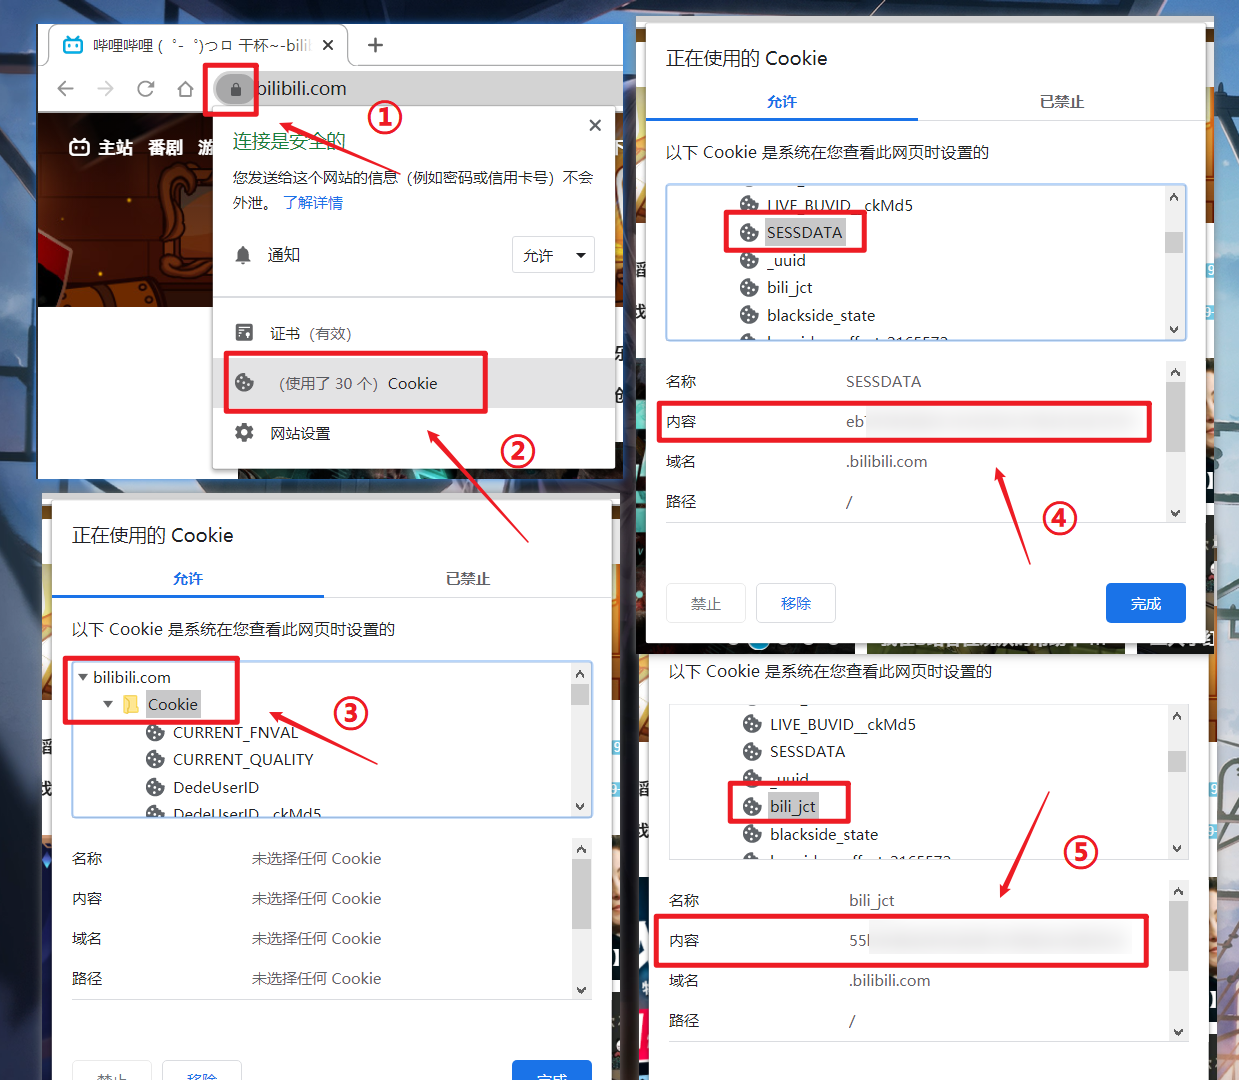 哔哩哔哩 (゜-゜)つロ 干杯~-bili
bilibili.com
①
主站 番剧 游
连接是安全的
您发送给这个网站的信息（例如密码或信用卡号）不会
外泄。 了解详情
通知
允许
证书（有效）
（使用了 30 个）Cookie
网站设置
②
正在使用的 Cookie
允许 已禁止
以下 Cookie 是系统在您查看此网页时设置的
bilibili.com
Cookie
③
CURRENT_FNVAL
CURRENT_QUALITY
DedeUserID
DedeUserID__ckMd5
名称 未选择任何 Cookie
内容 未选择任何 Cookie
域名 未选择任何 Cookie
路径 未选择任何 Cookie
禁止 移除 完成
正在使用的 Cookie
允许 已禁止
以下 Cookie 是系统在您查看此网页时设置的
LIVE_BUVID__ckMd5
SESSDATA
_uuid
bili_jct
blackside_state
名称 SESSDATA
内容 eb
域名 .bilibili.com
路径 /
④
禁止 移除 完成
以下 Cookie 是系统在您查看此网页时设置的
LIVE_BUVID__ckMd5
SESSDATA
_uuid
bili_jct
blackside_state
⑤
名称 bili_jct
内容 55
域名 .bilibili.com
路径 /